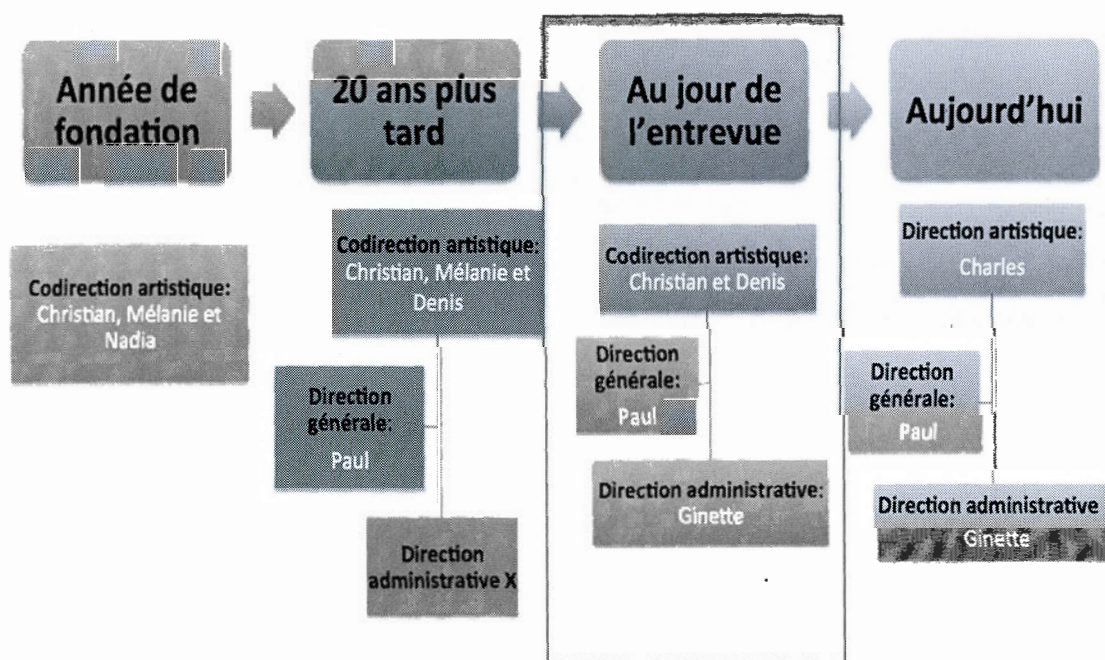 Année de
fondation
20 ans plus
tard
Au jour de
l'entrevue
Aujourd'hui
Codirection artistique:
Christian, Mélanie et
Nadia
Codirection artistique:
Christian, Mélanie et
Denis
Direction
générale:
Paul
Direction
administrative X
Codirection artistique:
Christian et Denis
Direction
générale:
Paul
Direction administrative:
Ginette
Direction artistique:
Charles
Direction
générale:
Paul
Direction administrative
Ginette